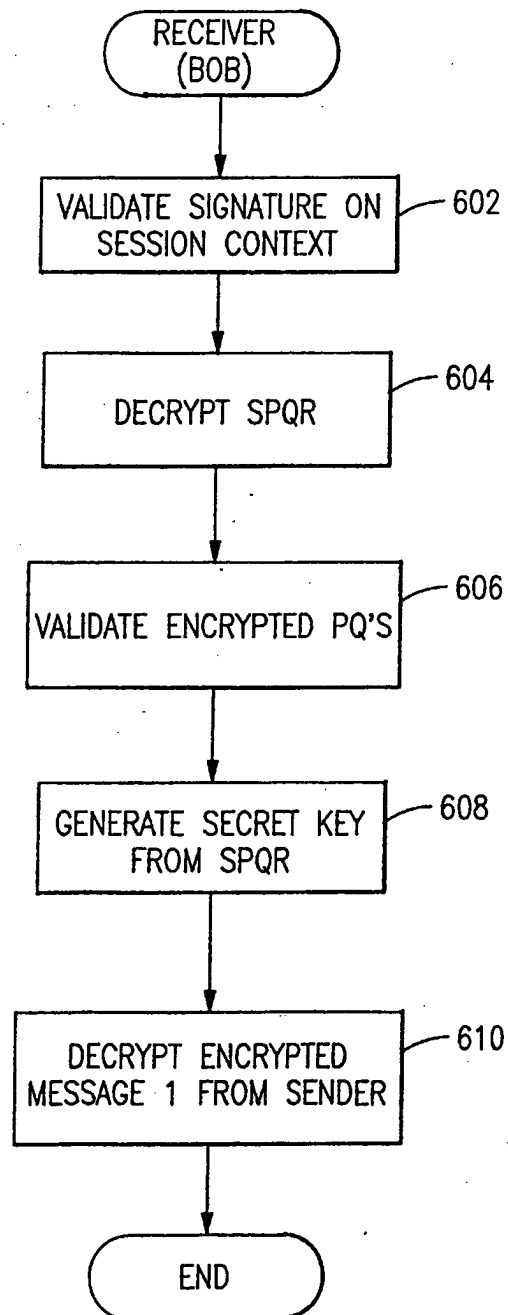 RECEIVER
(BOB)
VALIDATE SIGNATURE ON
SESSION CONTEXT
602
DECRYPT SPQR
604
VALIDATE ENCRYPTED PQ'S
606
GENERATE SECRET KEY
FROM SPQR
608
DECRYPT ENCRYPTED
MESSAGE 1 FROM SENDER
610
END